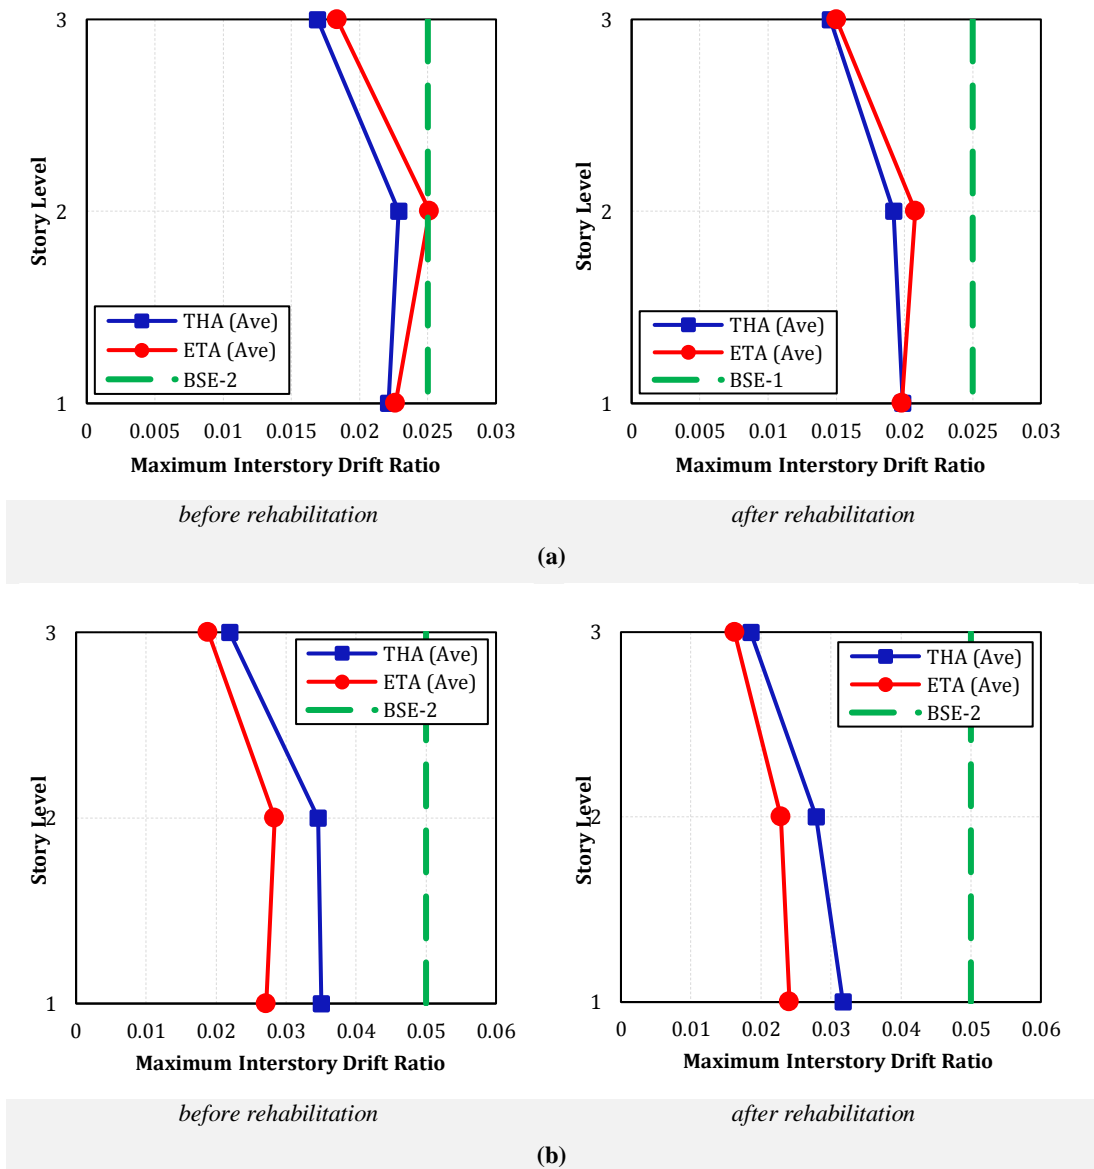 3
2
1
Story Level
THA (Ave)
ETA (Ave)
BSE-2
0 0.005 0.01 0.015 0.02 0.025 0.03
Maximum Interstory Drift Ratio
3
2
1
Story Level
THA (Ave)
ETA (Ave)
BSE-1
0 0.005 0.01 0.015 0.02 0.025 0.03
Maximum Interstory Drift Ratio
before rehabilitation
after rehabilitation
(a)
3
2
1
Story Level
THA (Ave)
ETA (Ave)
BSE-2
0 0.01 0.02 0.03 0.04 0.05 0.06
Maximum Interstory Drift Ratio
3
2
1
Story Level
THA (Ave)
ETA (Ave)
BSE-2
0 0.01 0.02 0.03 0.04 0.05 0.06
Maximum Interstory Drift Ratio
before rehabilitation
after rehabilitation
(b)